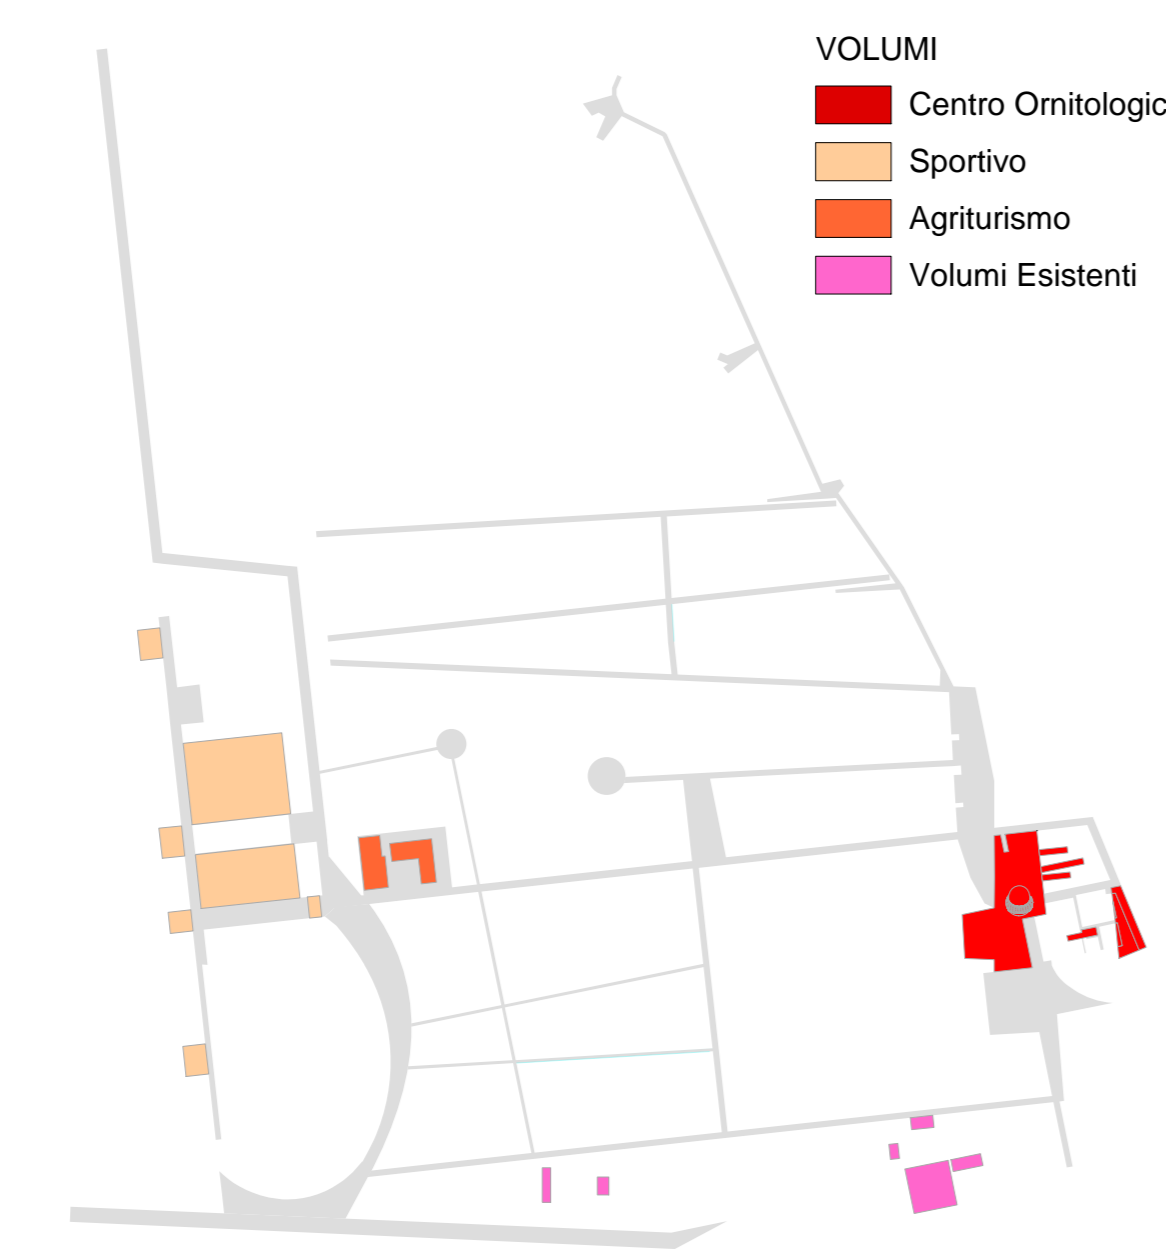 VOLUMI
Centro Ornitologic
Sportivo
Agriturismo
Volumi Esistenti